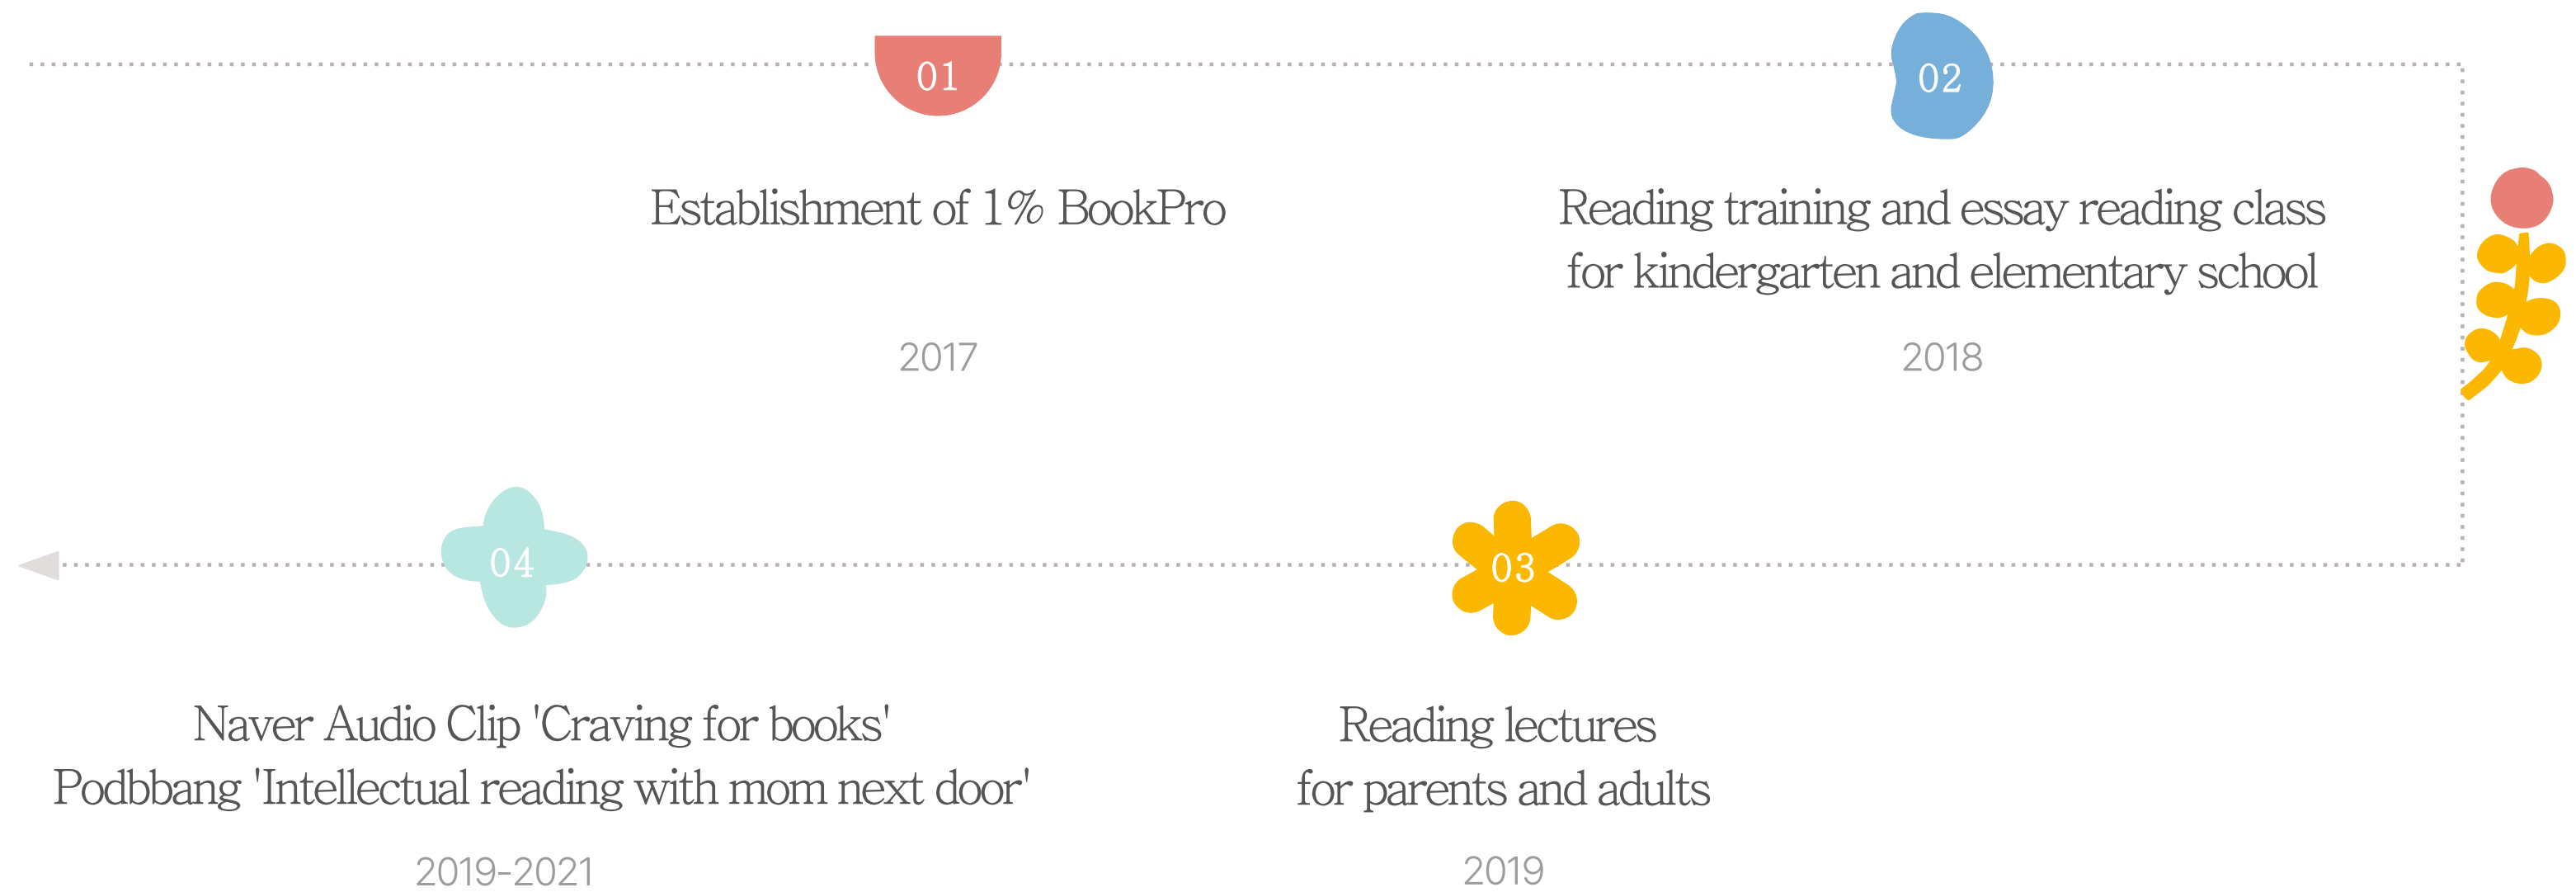 01
Establishment of 1% BookPro
2017
02
Reading training and essay reading class
for kindergarten and elementary school
2018
03
Reading lectures
for parents and adults
2019
04
Naver Audio Clip 'Craving for books'
Podbbang 'Intellectual reading with mom next door'
2019-2021